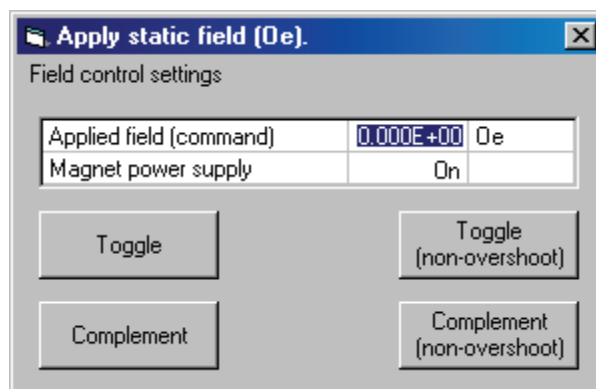 Apply static field (Oe).
Field control settings
Applied field (command) 0.000E+00 Oe
Magnet power supply On
Toggle
Toggle
(non-overshoot)
Complement
Complement
(non-overshoot)